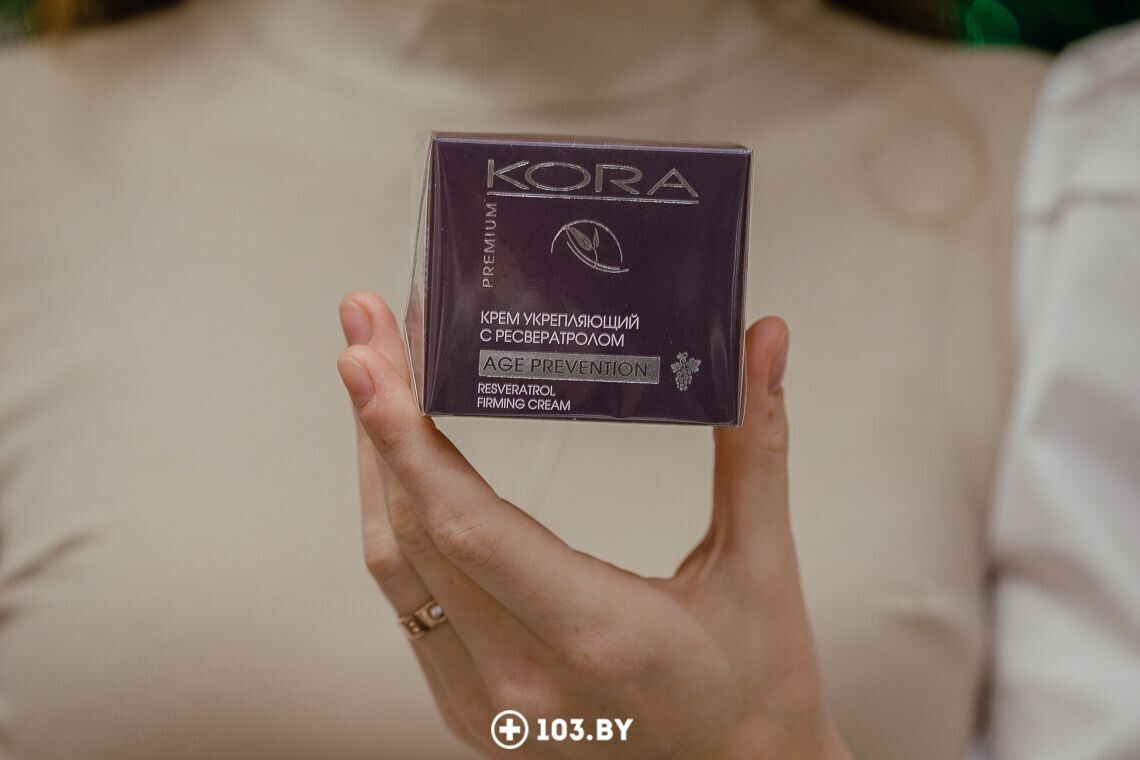 KORA
PREMIUM
КРЕМ УКРЕПЛЯЮЩИЙ
С РЕСВЕРАТРОЛОМ
AGE PREVENTION
RESVERATROL
FIRMING CREAM
103.BY